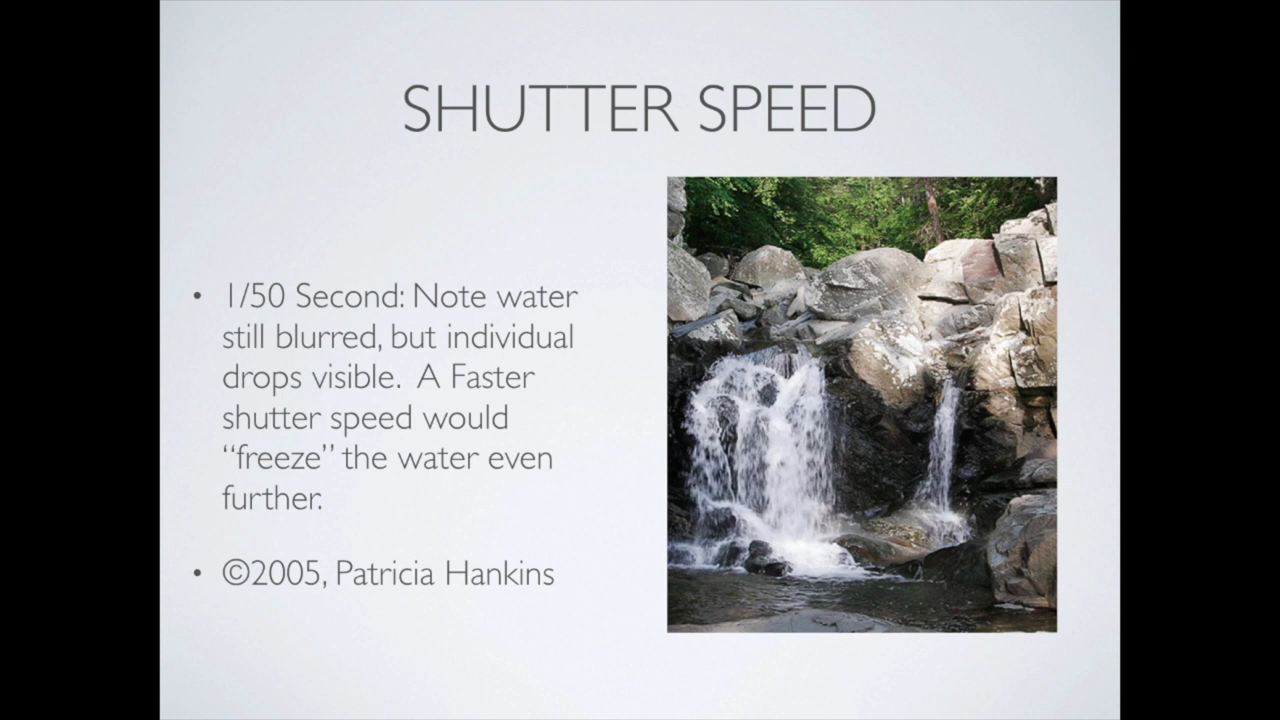 SHUTTER SPEED
• 1/50 Second: Note water
still blurred, but individual
drops visible.  A Faster
shutter speed would
“freeze” the water even
further.
• ©2005, Patricia Hankins